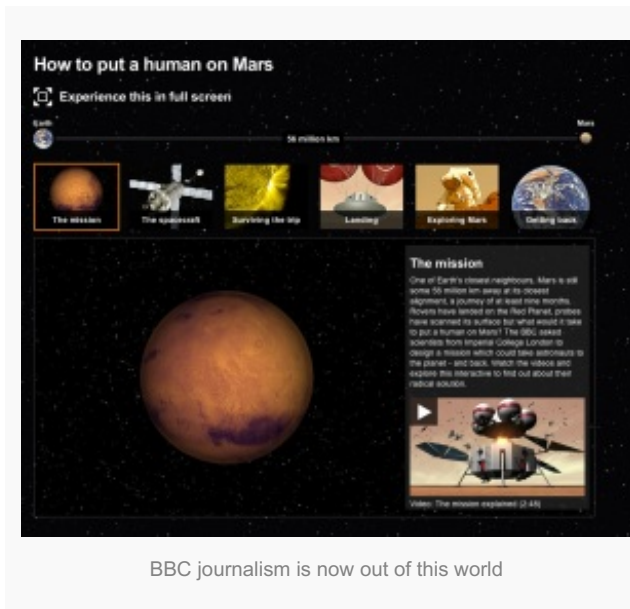 How to put a human on Mars
Experience this in full screen
Earth
Mars
56 million km
The mission
The spacecraft
Surviving the trip
Landing
Exploring Mars
Getting back
The mission
One of Earth's closest neighbours, Mars is still
some 56 million km away at its closest
alignment, a journey of at least nine months.
Rovers have landed on the Red Planet, probes
have scanned its surface but what would it take
to put a human on Mars? The BBC asked
scientists from Imperial College London to
design a mission which could take astronauts to
the planet - and back. Watch the videos and
explore this interactive to find out about their
radical solution.
Video: The mission explained (2:48)
BBC journalism is now out of this world